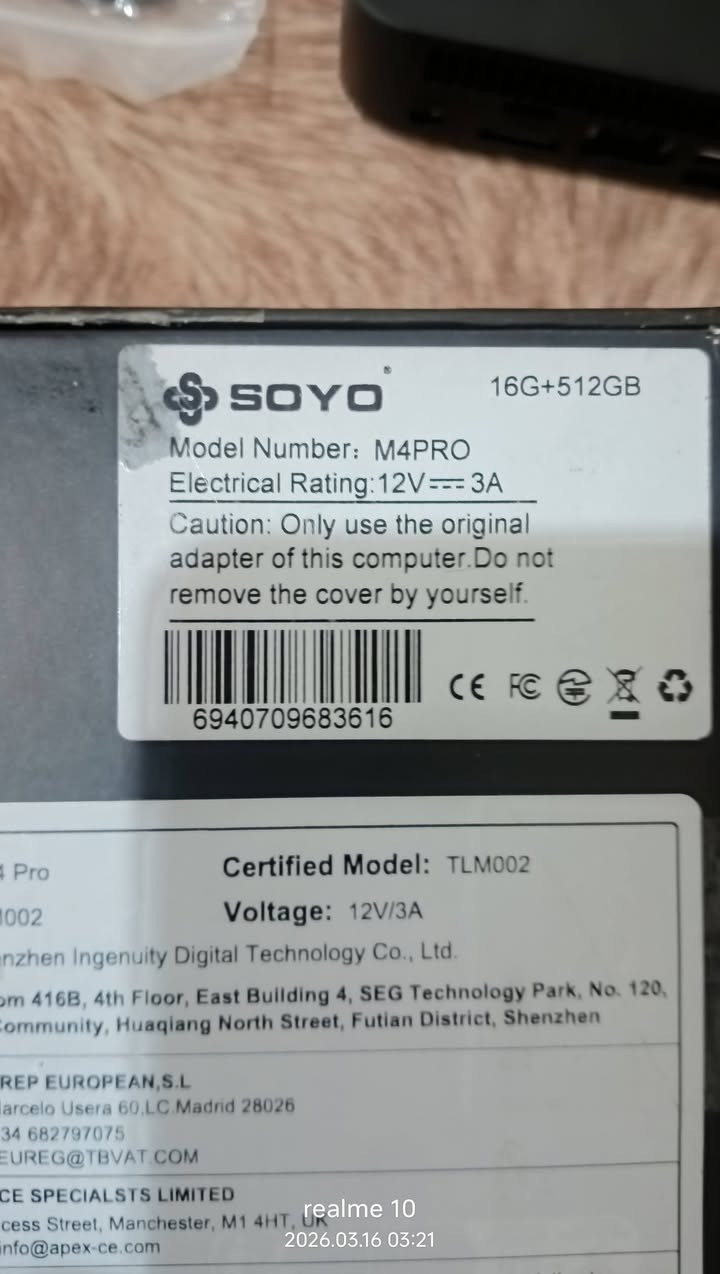 SOYO®
16G+512GB
Model Number: M4PRO
Electrical Rating:12V⎓3A
Caution: Only use the original
adapter of this computer.Do not
remove the cover by yourself.
6940709683616
CE FC
4 Pro
Certified Model: TLM002
002
Voltage: 12V/3A
nzhen Ingenuity Digital Technology Co., Ltd.
om 416B, 4th Floor, East Building 4, SEG Technology Park, No. 120,
Community, Huaqiang North Street, Futian District, Shenzhen
REP EUROPEAN,S.L
arcelo Usera 60,LC.Madrid 28026
34 682797075
EUREG@TBVAT.COM
CE SPECIALSTS LIMITED
cess Street, Manchester, M1 4HT, UK
info@apex-ce.com
realme 10
2026.03.16 03:21